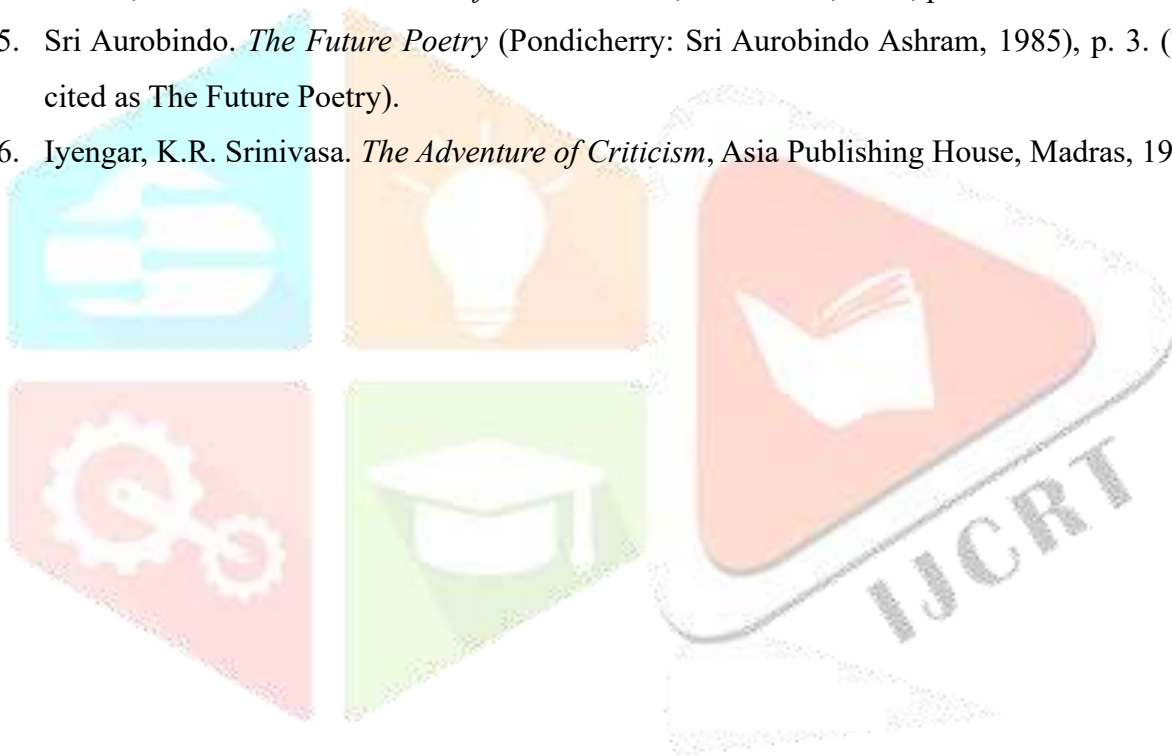 5. Sri Aurobindo. The Future Poetry (Pondicherry: Sri Aurobindo Ashram, 1985), p. 3. (
cited as The Future Poetry).
6. Iyengar, K.R. Srinivasa. The Adventure of Criticism, Asia Publishing House, Madras, 19
IJCRT